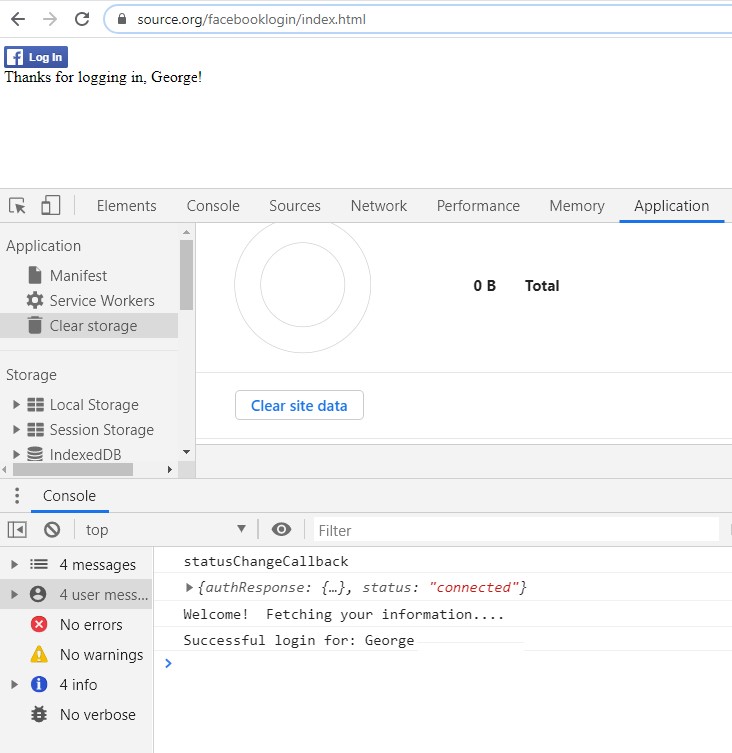 source.org/facebooklogin/index.html
f Log In
Thanks for logging in, George!
Elements Console Sources Network Performance Memory Application
Application
Manifest
Service Workers
Clear storage
0 B Total
Storage
Clear site data
Local Storage
Session Storage
IndexedDB
Console
top Filter
4 messages
4 user mess...
No errors
No warnings
4 info
No verbose
statusChangeCallback
{authResponse: {…}, status: "connected"}
Welcome!  Fetching your information....
Successful login for: George